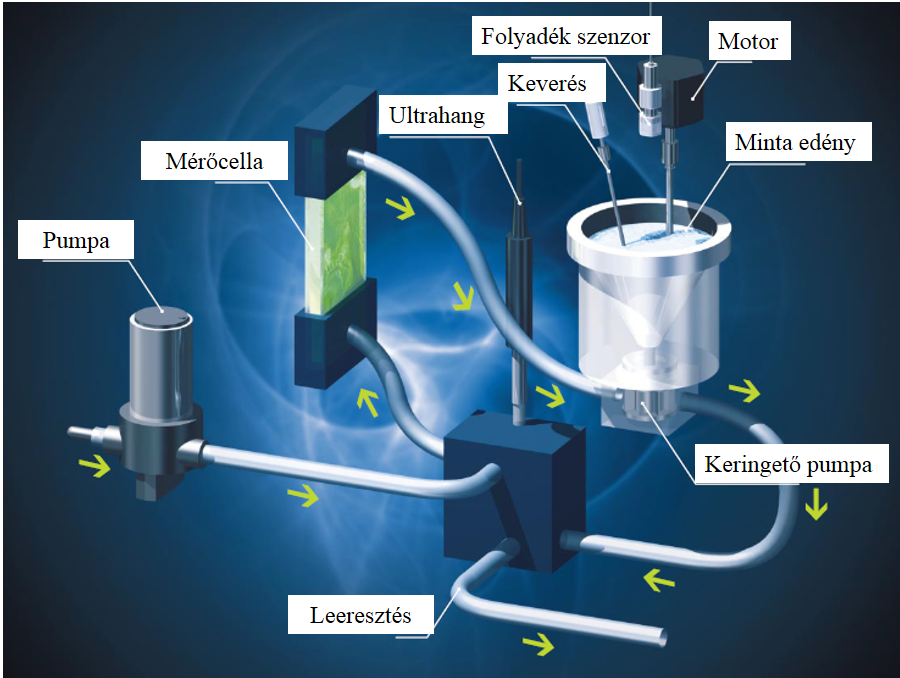 Folyadék szenzor
Motor
Keverés
Ultrahang
Minta edény
Mérőcella
Pumpa
Keringető pumpa
Leeresztés